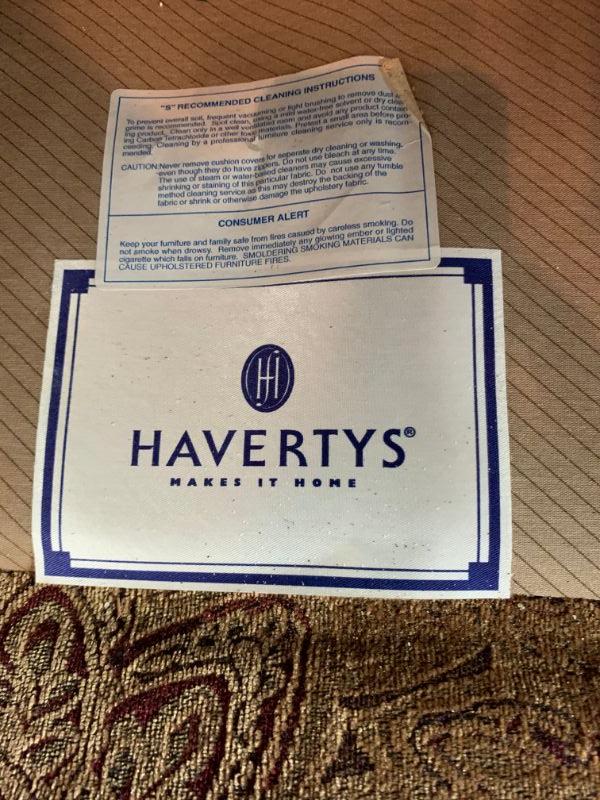 "S" RECOMMENDED CLEANING INSTRUCTIONS
To prevent overall soil, frequent vacuuming or light brushing to remove dust
grime is recommended. Spot clean, using a mild water-free solvent or dry
ing product. Clean only in a well ventilated room and avoid any product
ing Carbon Tetrachloride or other toxic materials. Pretest a small area before pro-
ceeding. Cleaning by a professional furniture cleaning service only is recom-
mended.
CAUTION:Never remove cushion covers for seperate dry cleaning or washing,
even though they do have zippers. Do not use bleach at any time.
The use of steam or water-based cleaners may cause excessive
shrinking or staining of this particular fabric. Do not use any tumble
method cleaning service as this may destroy the backing of the
fabric or shrink or otherwise damage the upholstery fabric.
CONSUMER ALERT
Keep your furniture and family safe from fires casued by careless smoking. Do
not smoke when drowsy. Remove immediately any glowing ember or lighted
cigarette which falls on furniture. SMOLDERING SMOKING MATERIALS CAN
CAUSE UPHOLSTERED FURNITURE FIRES.
HAVERTYS®
MAKES IT HOME